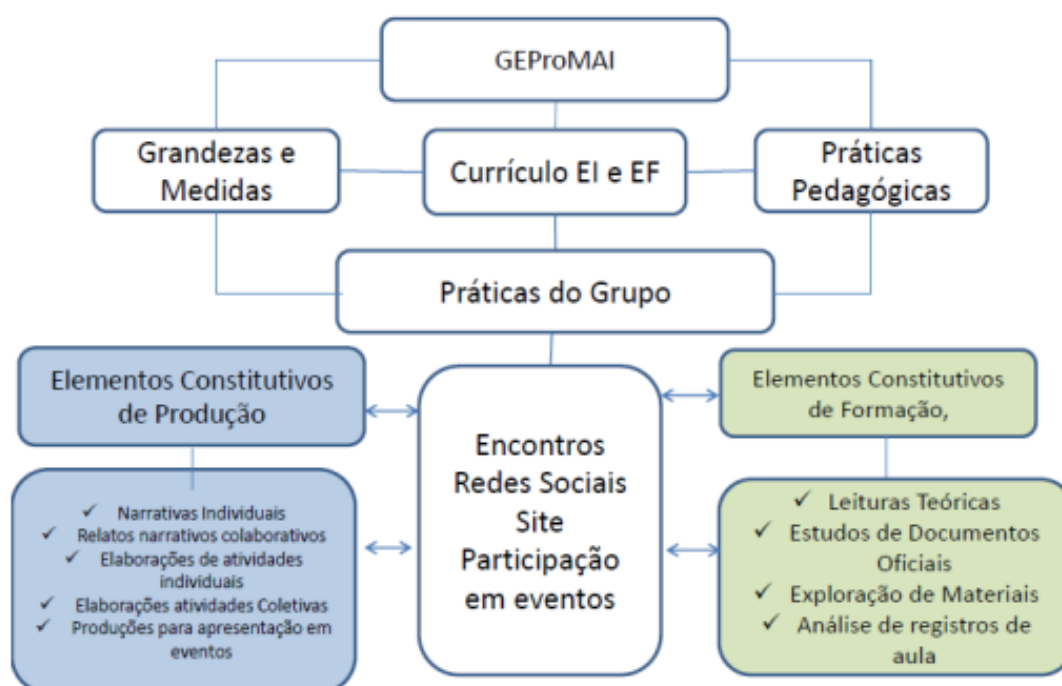 GEProMAI
Grandezas e
Medidas
Currículo EI e EF
Práticas
Pedagógicas
Práticas do Grupo
Elementos Constitutivos
de Produção
Elementos Constitutivos
de Formação,
Encontros
Redes Sociais
Site
Participação
em eventos
✓ Narrativas Individuais
✓ Relatos narrativos colaborativos
✓ Elaborações de atividades
individuais
✓ Elaborações atividades Coletivas
✓ Produções para apresentação em
eventos
✓ Leituras Teóricas
✓ Estudos de Documentos
Oficiais
✓ Exploração de Materiais
✓ Análise de registros de
aula